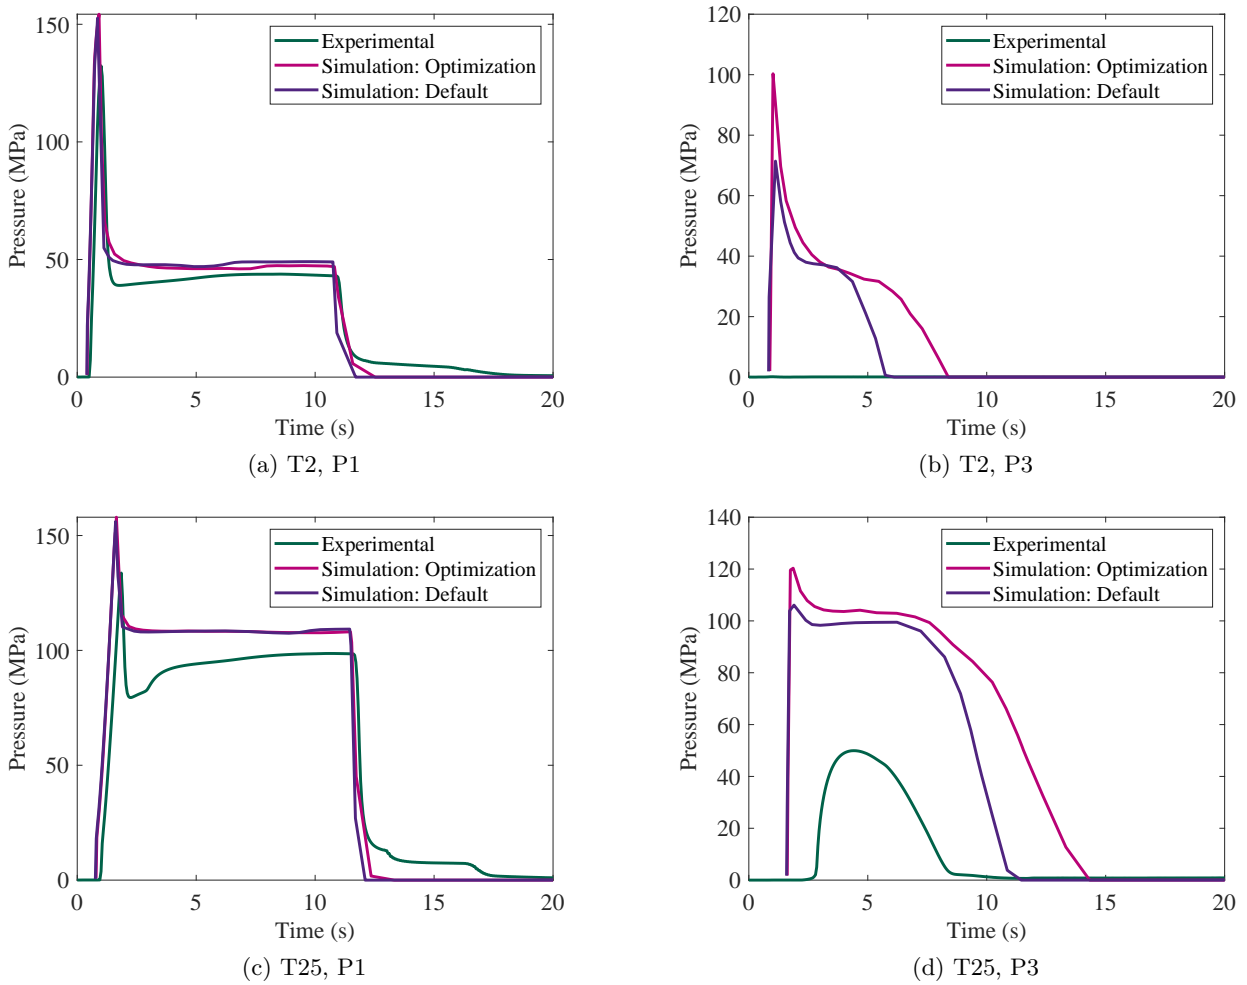 150
100
50
0
0
5
10
15
20
Pressure (MPa)
Time (s)
Experimental
Simulation: Optimization
Simulation: Default
(a) T2, P1
120
100
80
60
40
20
0
0
5
10
15
20
Pressure (MPa)
Time (s)
Experimental
Simulation: Optimization
Simulation: Default
(b) T2, P3
150
100
50
0
0
5
10
15
20
Pressure (MPa)
Time (s)
Experimental
Simulation: Optimization
Simulation: Default
(c) T25, P1
140
120
100
80
60
40
20
0
0
5
10
15
20
Pressure (MPa)
Time (s)
Experimental
Simulation: Optimization
Simulation: Default
(d) T25, P3